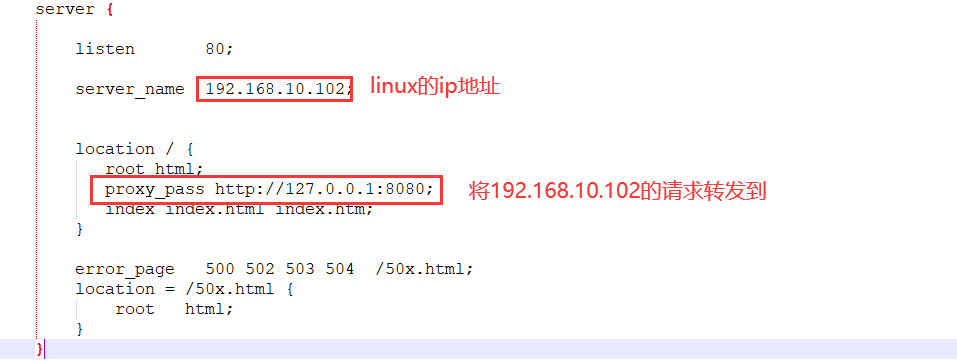 server {
listen 80;
server_name 192.168.10.102; linux的ip地址
location / {
root html;
proxy_pass http://127.0.0.1:8080; 将192.168.10.102的请求转发到
index index.html index.htm;
}
error_page 500 502 503 504 /50x.html;
location = /50x.html {
root html;
}
}